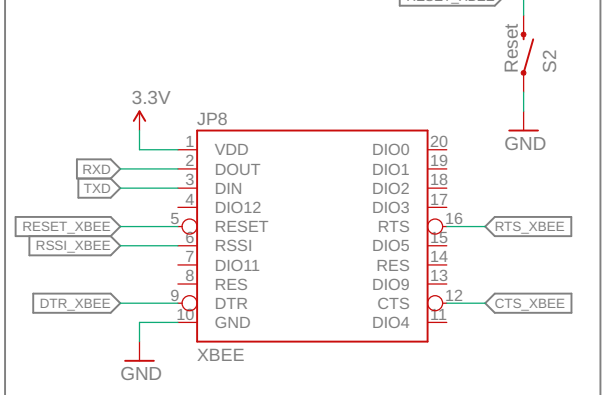 RESET_XBEE
Reset
S2
GND
3.3V
JP8
1 VDD DIO0 20
RXD 2 DOUT DIO1 19
TXD 3 DIN DIO2 18
4 DIO12 DIO3 17
RESET_XBEE 5 RESET RTS 16 RTS_XBEE
RSSI_XBEE 6 RSSI DIO5 15
7 DIO11 RES 14
8 RES DIO9 13
DTR_XBEE 9 DTR CTS 12 CTS_XBEE
10 GND DIO4 11
XBEE
GND